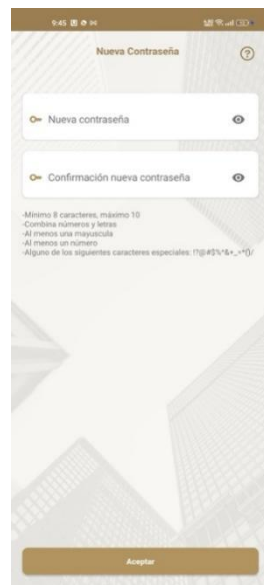 9:45
Nueva Contraseña
Nueva contraseña
Confirmación nueva contraseña
-Mínimo 8 caracteres, máximo 10
-Combina números y letras
-Al menos una mayuscula
-Al menos un número
-Alguno de los siguientes caracteres especiales:
Aceptar